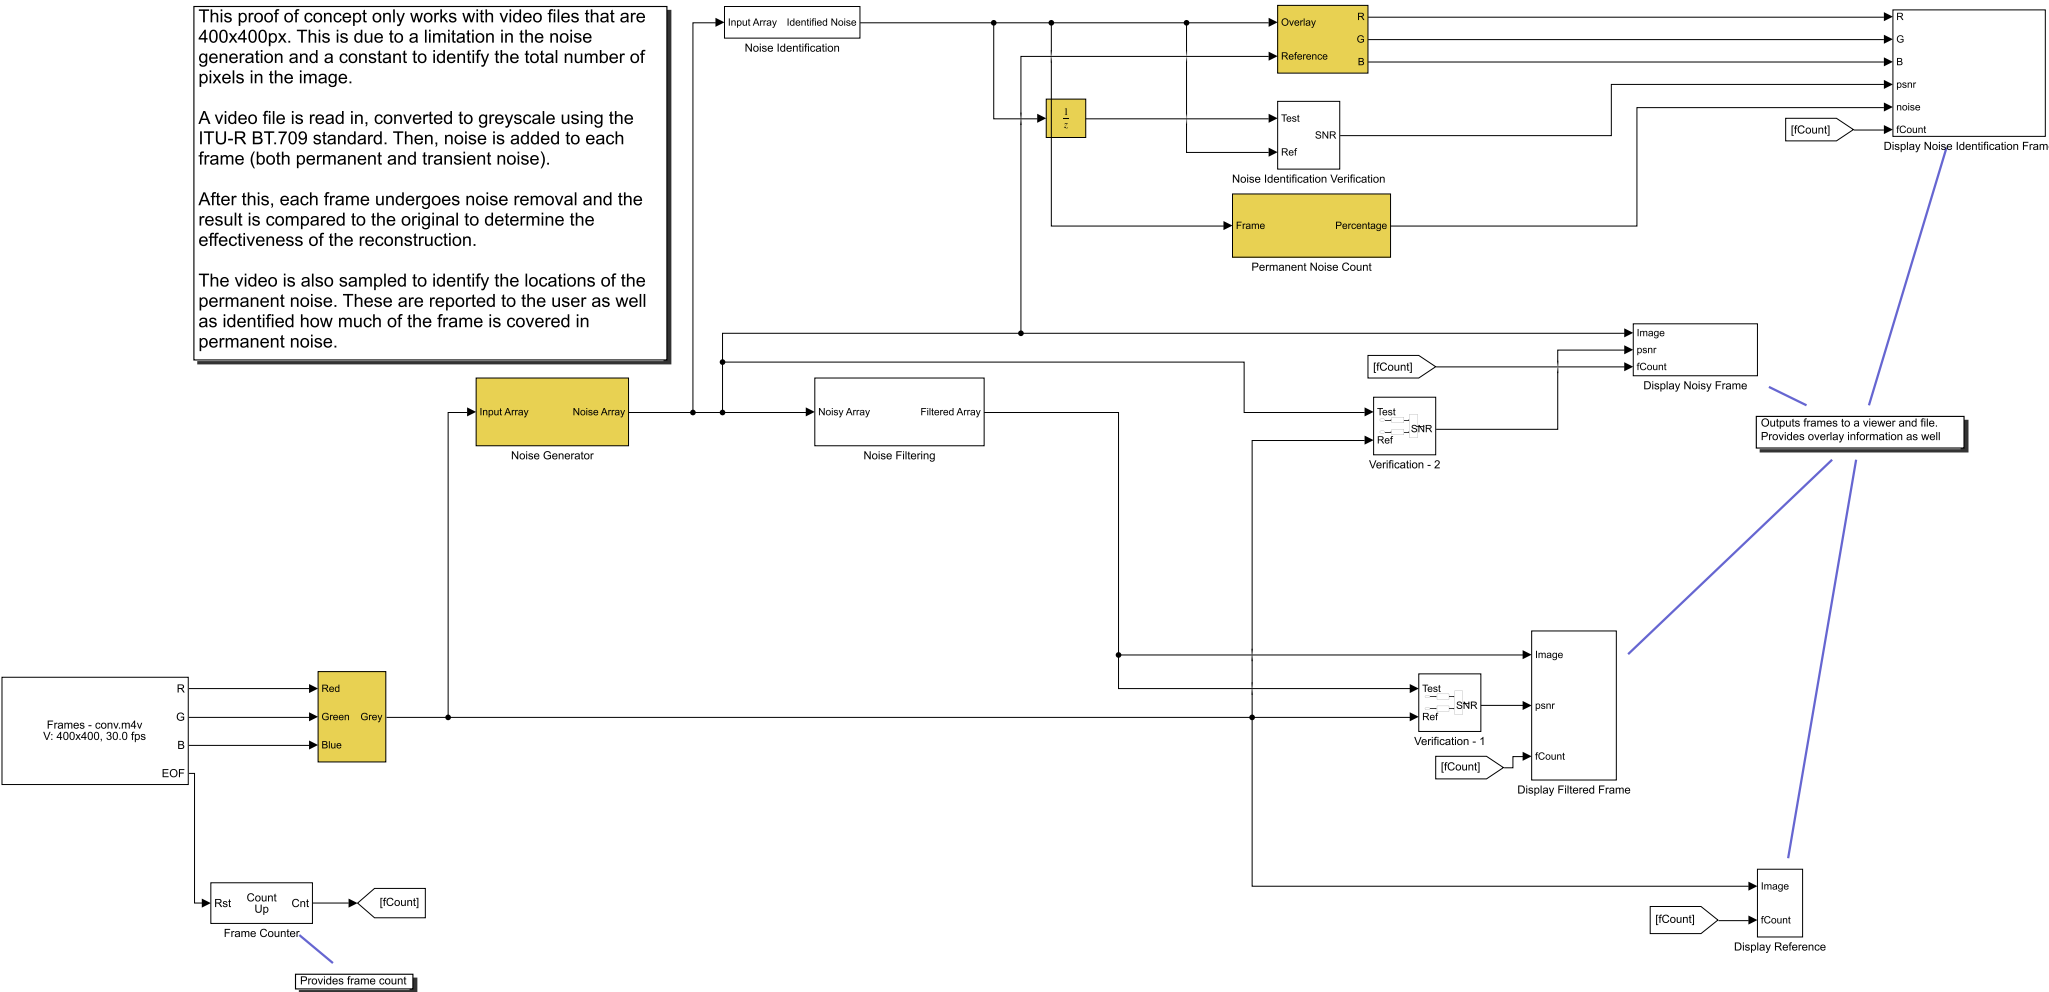 This proof of concept only works with video files that are
400x400px. This is due to a limitation in the noise
generation and a constant to identify the total number of
pixels in the image.
A video file is read in, converted to greyscale using the
ITU-R BT.709 standard. Then, noise is added to each
frame (both permanent and transient noise).
After this, each frame undergoes noise removal and the
result is compared to the original to determine the
effectiveness of the reconstruction.
The video is also sampled to identify the locations of the
permanent noise. These are reported to the user as well
as identified how much of the frame is covered in
permanent noise.
Input Array Identified Noise
Noise Identification
Overlay
Reference
R
G
B
R
G
B
psnr
noise
fCount
[fCount]
Display Noise Identification Fram
1
z
Test
Ref
SNR
Noise Identification Verification
Frame Percentage
Permanent Noise Count
Image
psnr
fCount
[fCount]
Display Noisy Frame
Input Array Noise Array
Noise Generator
Noisy Array Filtered Array
Noise Filtering
Test
Ref
SNR
Verification - 2
Outputs frames to a viewer and file.
Provides overlay information as well
Frames - conv.m4v
V: 400x400, 30.0 fps
R
G
B
EOF
Red
Green Grey
Blue
Test
Ref
SNR
Verification - 1
Image
psnr
fCount
[fCount]
Display Filtered Frame
Rst Count Cnt
Up
Frame Counter
[fCount]
Provides frame count
Image
fCount
[fCount]
Display Reference